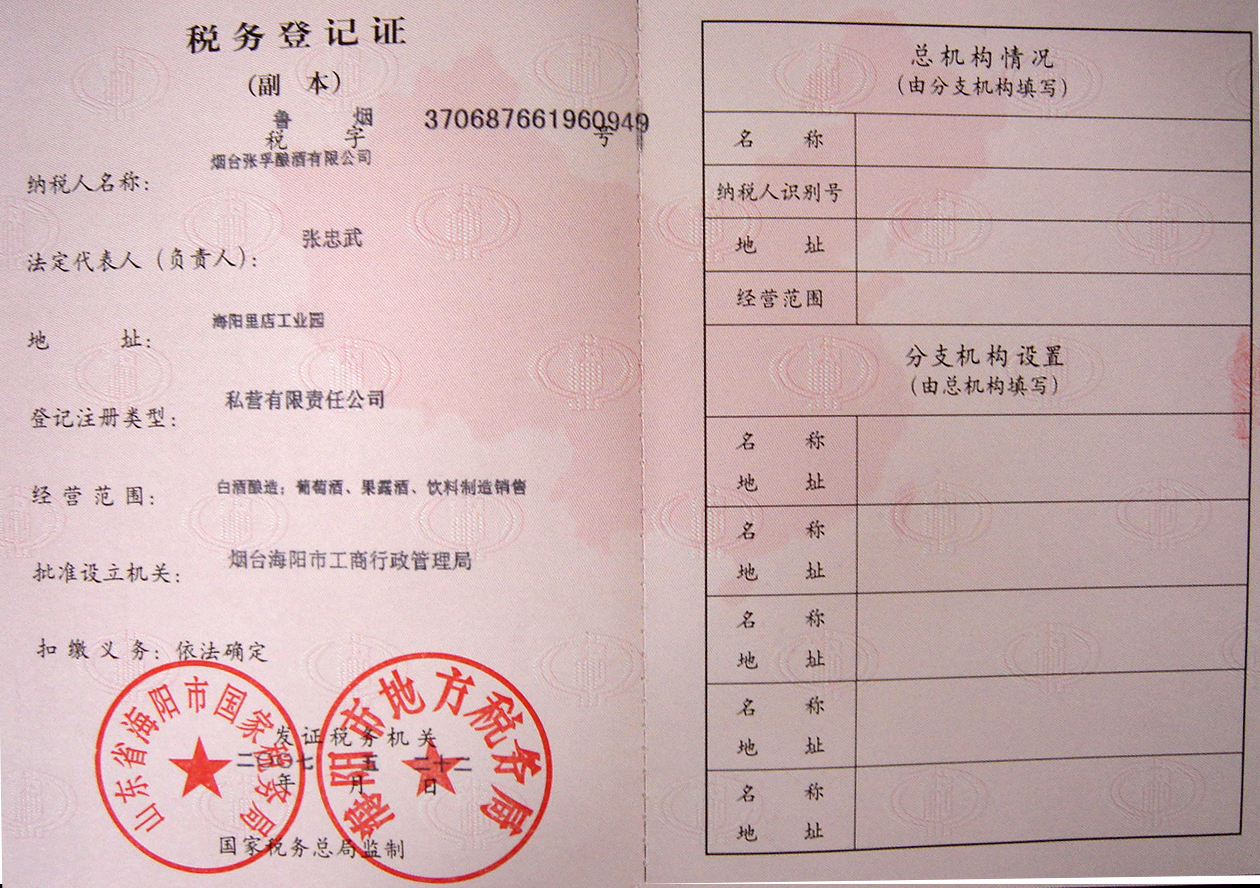 税务登记证
（副 本）
鲁 烟 370687661960949
税 字 号
烟台张孚酿酒有限公司
纳税人名称：
张忠武
法定代表人（负责人）：
海阳里店工业园
地 址：
私营有限责任公司
登记注册类型：
白酒酿造；葡萄酒、果露酒、饮料制造销售
经营范围：
烟台海阳市工商行政管理局
批准设立机关：
扣缴义务：依法确定
山东省海阳市国家税务局
海阳市地方税务局
发证税务机关
二〇〇七 五 二十二
年 月 日
国家税务总局监制
总机构情况
（由分支机构填写）
名 称
纳税人识别号
地 址
经营范围
分支机构设置
（由总机构填写）
名 称
地 址
名 称
地 址
名 称
地 址
名 称
地 址
名 称
地 址